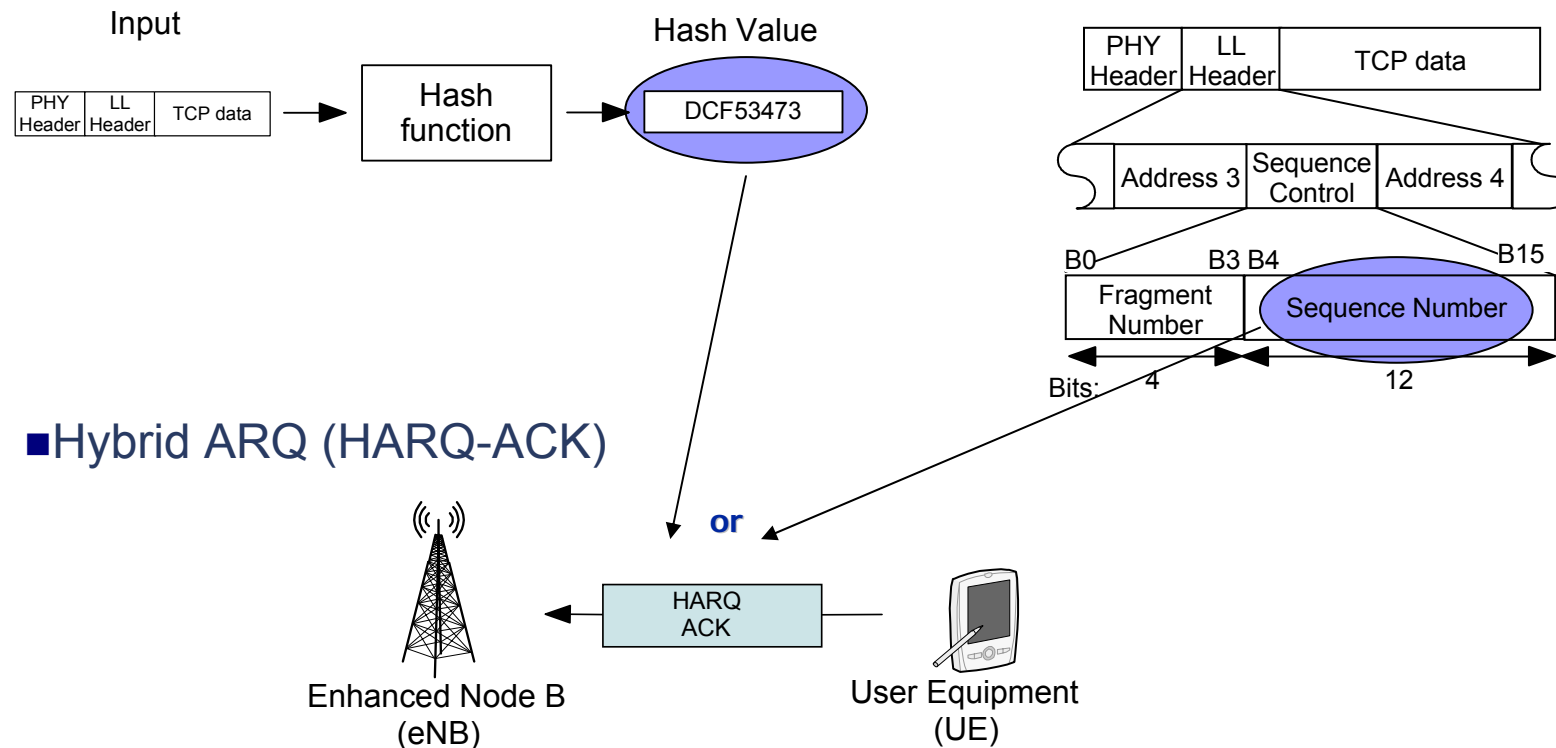 Input
PHY
Header
LL
Header
TCP data
Hash
function
Hash Value
DCF53473
PHY
Header
LL
Header
TCP data
Address 3
Sequence
Control
Address 4
B0
B3 B4
B15
Fragment
Number
Sequence Number
Bits:
4
12
Hybrid ARQ (HARQ-ACK)
or
HARQ
ACK
Enhanced Node B
(eNB)
User Equipment
(UE)